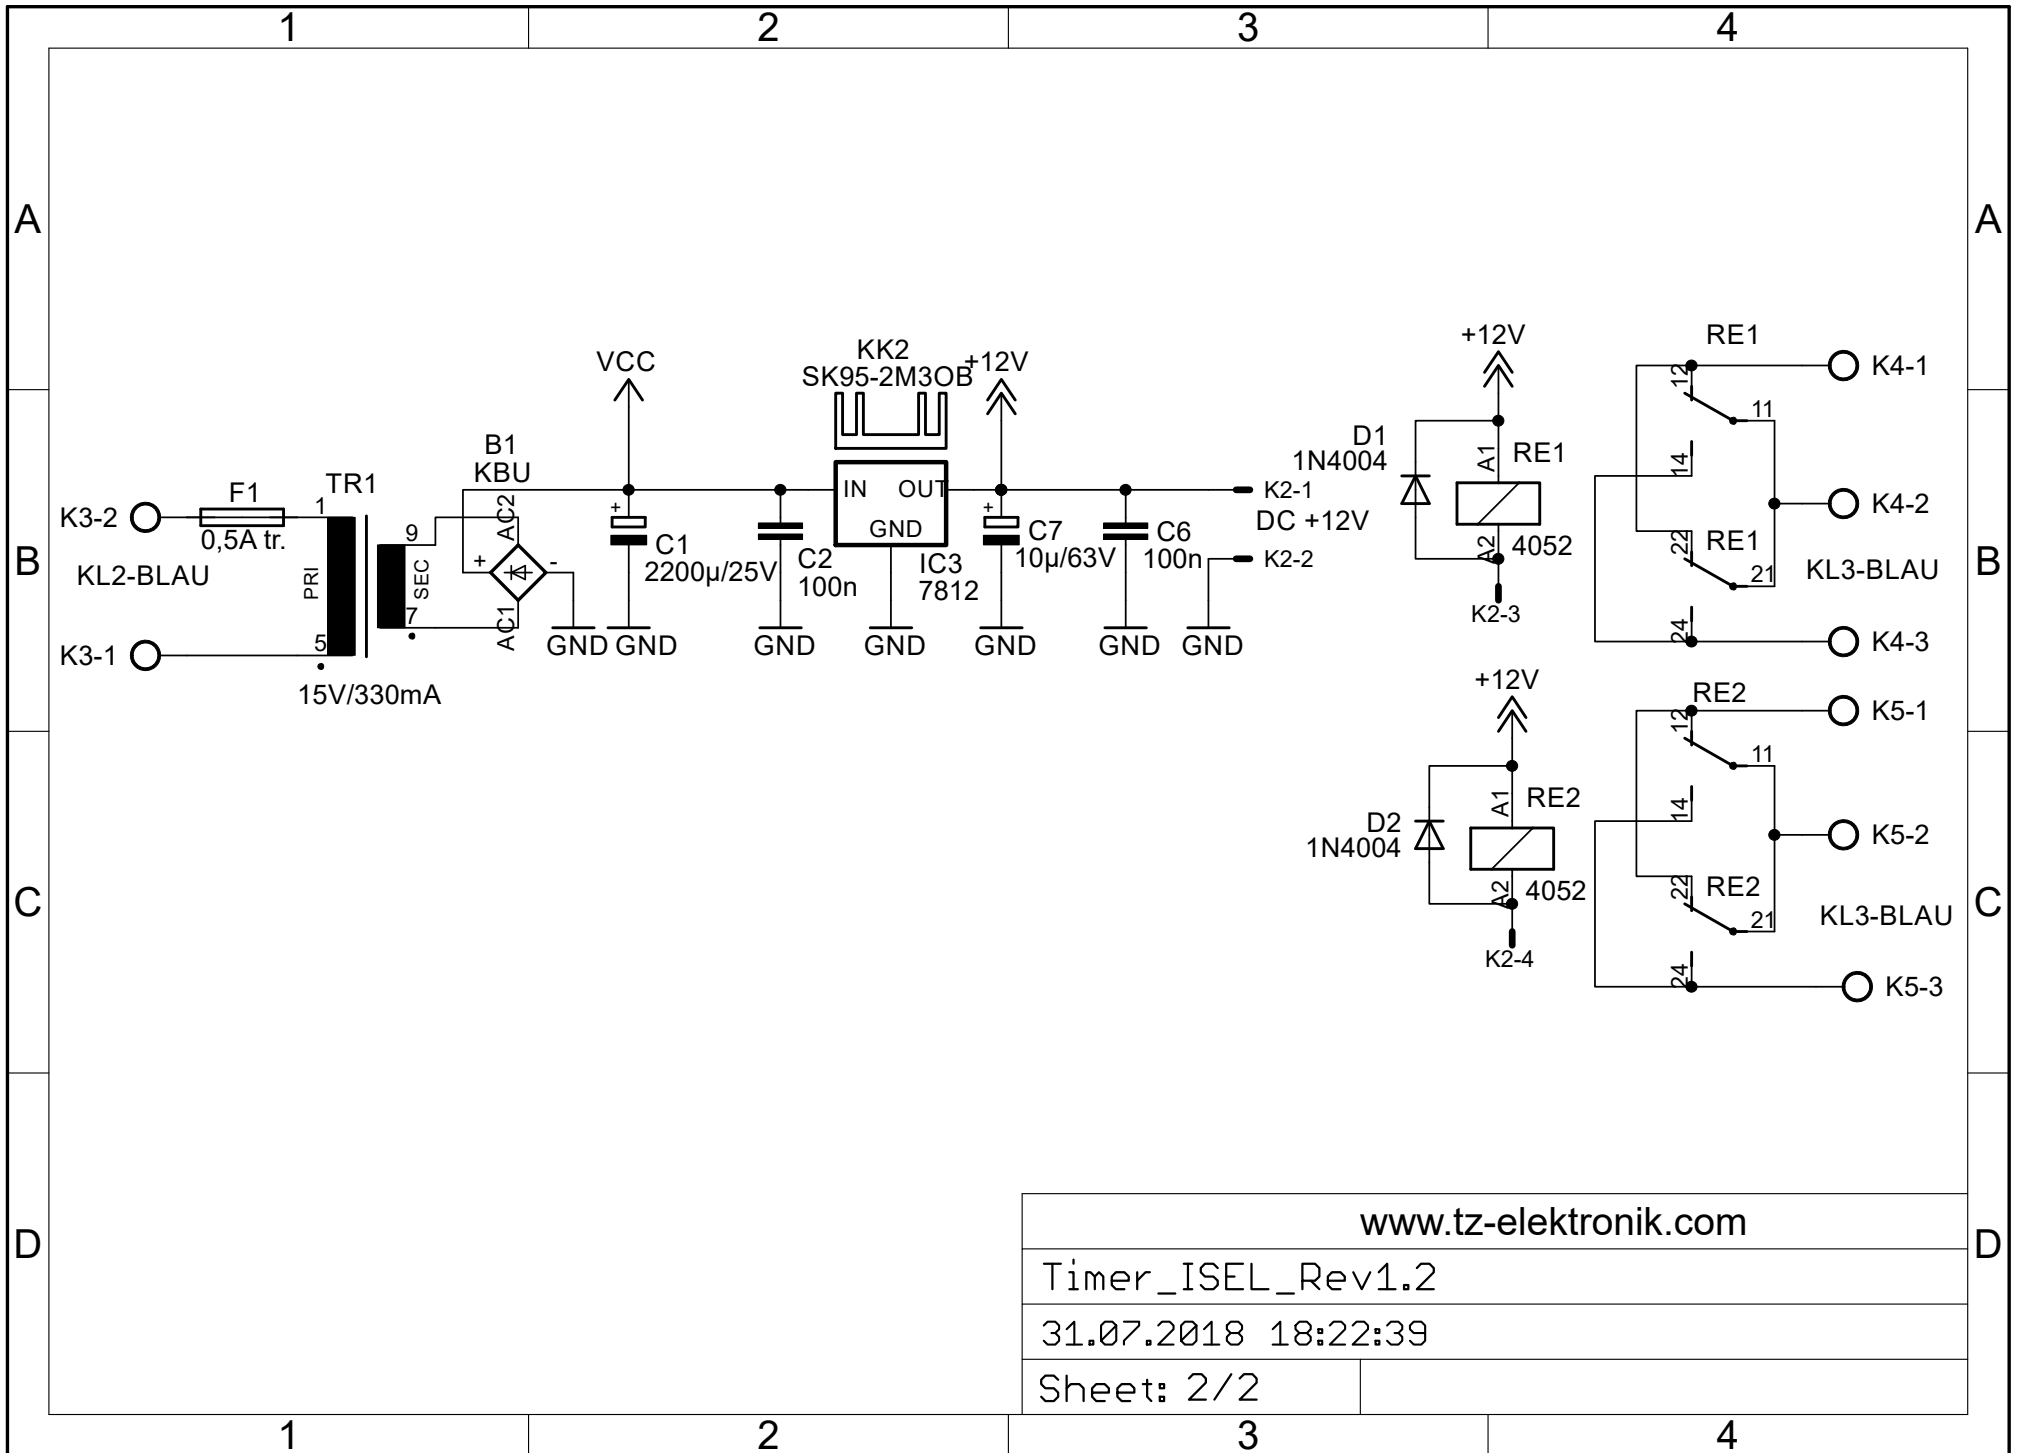 1 2 3 4
A A
B B
C C
D D
1 2 3 4
K3-2
F1
0,5A tr.
KL2-BLAU
K3-1
TR1
1
5
PRI
SEC
9
7
15V/330mA
B1
KBU
AC2
AC1
+
-
GND
VCC
+
C1
2200µ/25V
GND
C2
100n
GND
KK2
SK95-2M3OB
IN
OUT
GND
IC3
7812
GND
+12V
+
C7
10µ/63V
GND
C6
100n
GND
K2-1
DC +12V
K2-2
GND
+12V
D1
1N4004
A1
RE1
A2
4052
K2-3
+12V
D2
1N4004
A1
RE2
A2
4052
K2-4
RE1
12
11
14
22
RE1
21
24
K4-1
K4-2
KL3-BLAU
K4-3
RE2
12
11
14
22
RE2
21
24
K5-1
K5-2
KL3-BLAU
K5-3
www.tz-elektronik.com
Timer_ISEL_Rev1.2
31.07.2018 18:22:39
Sheet: 2/2